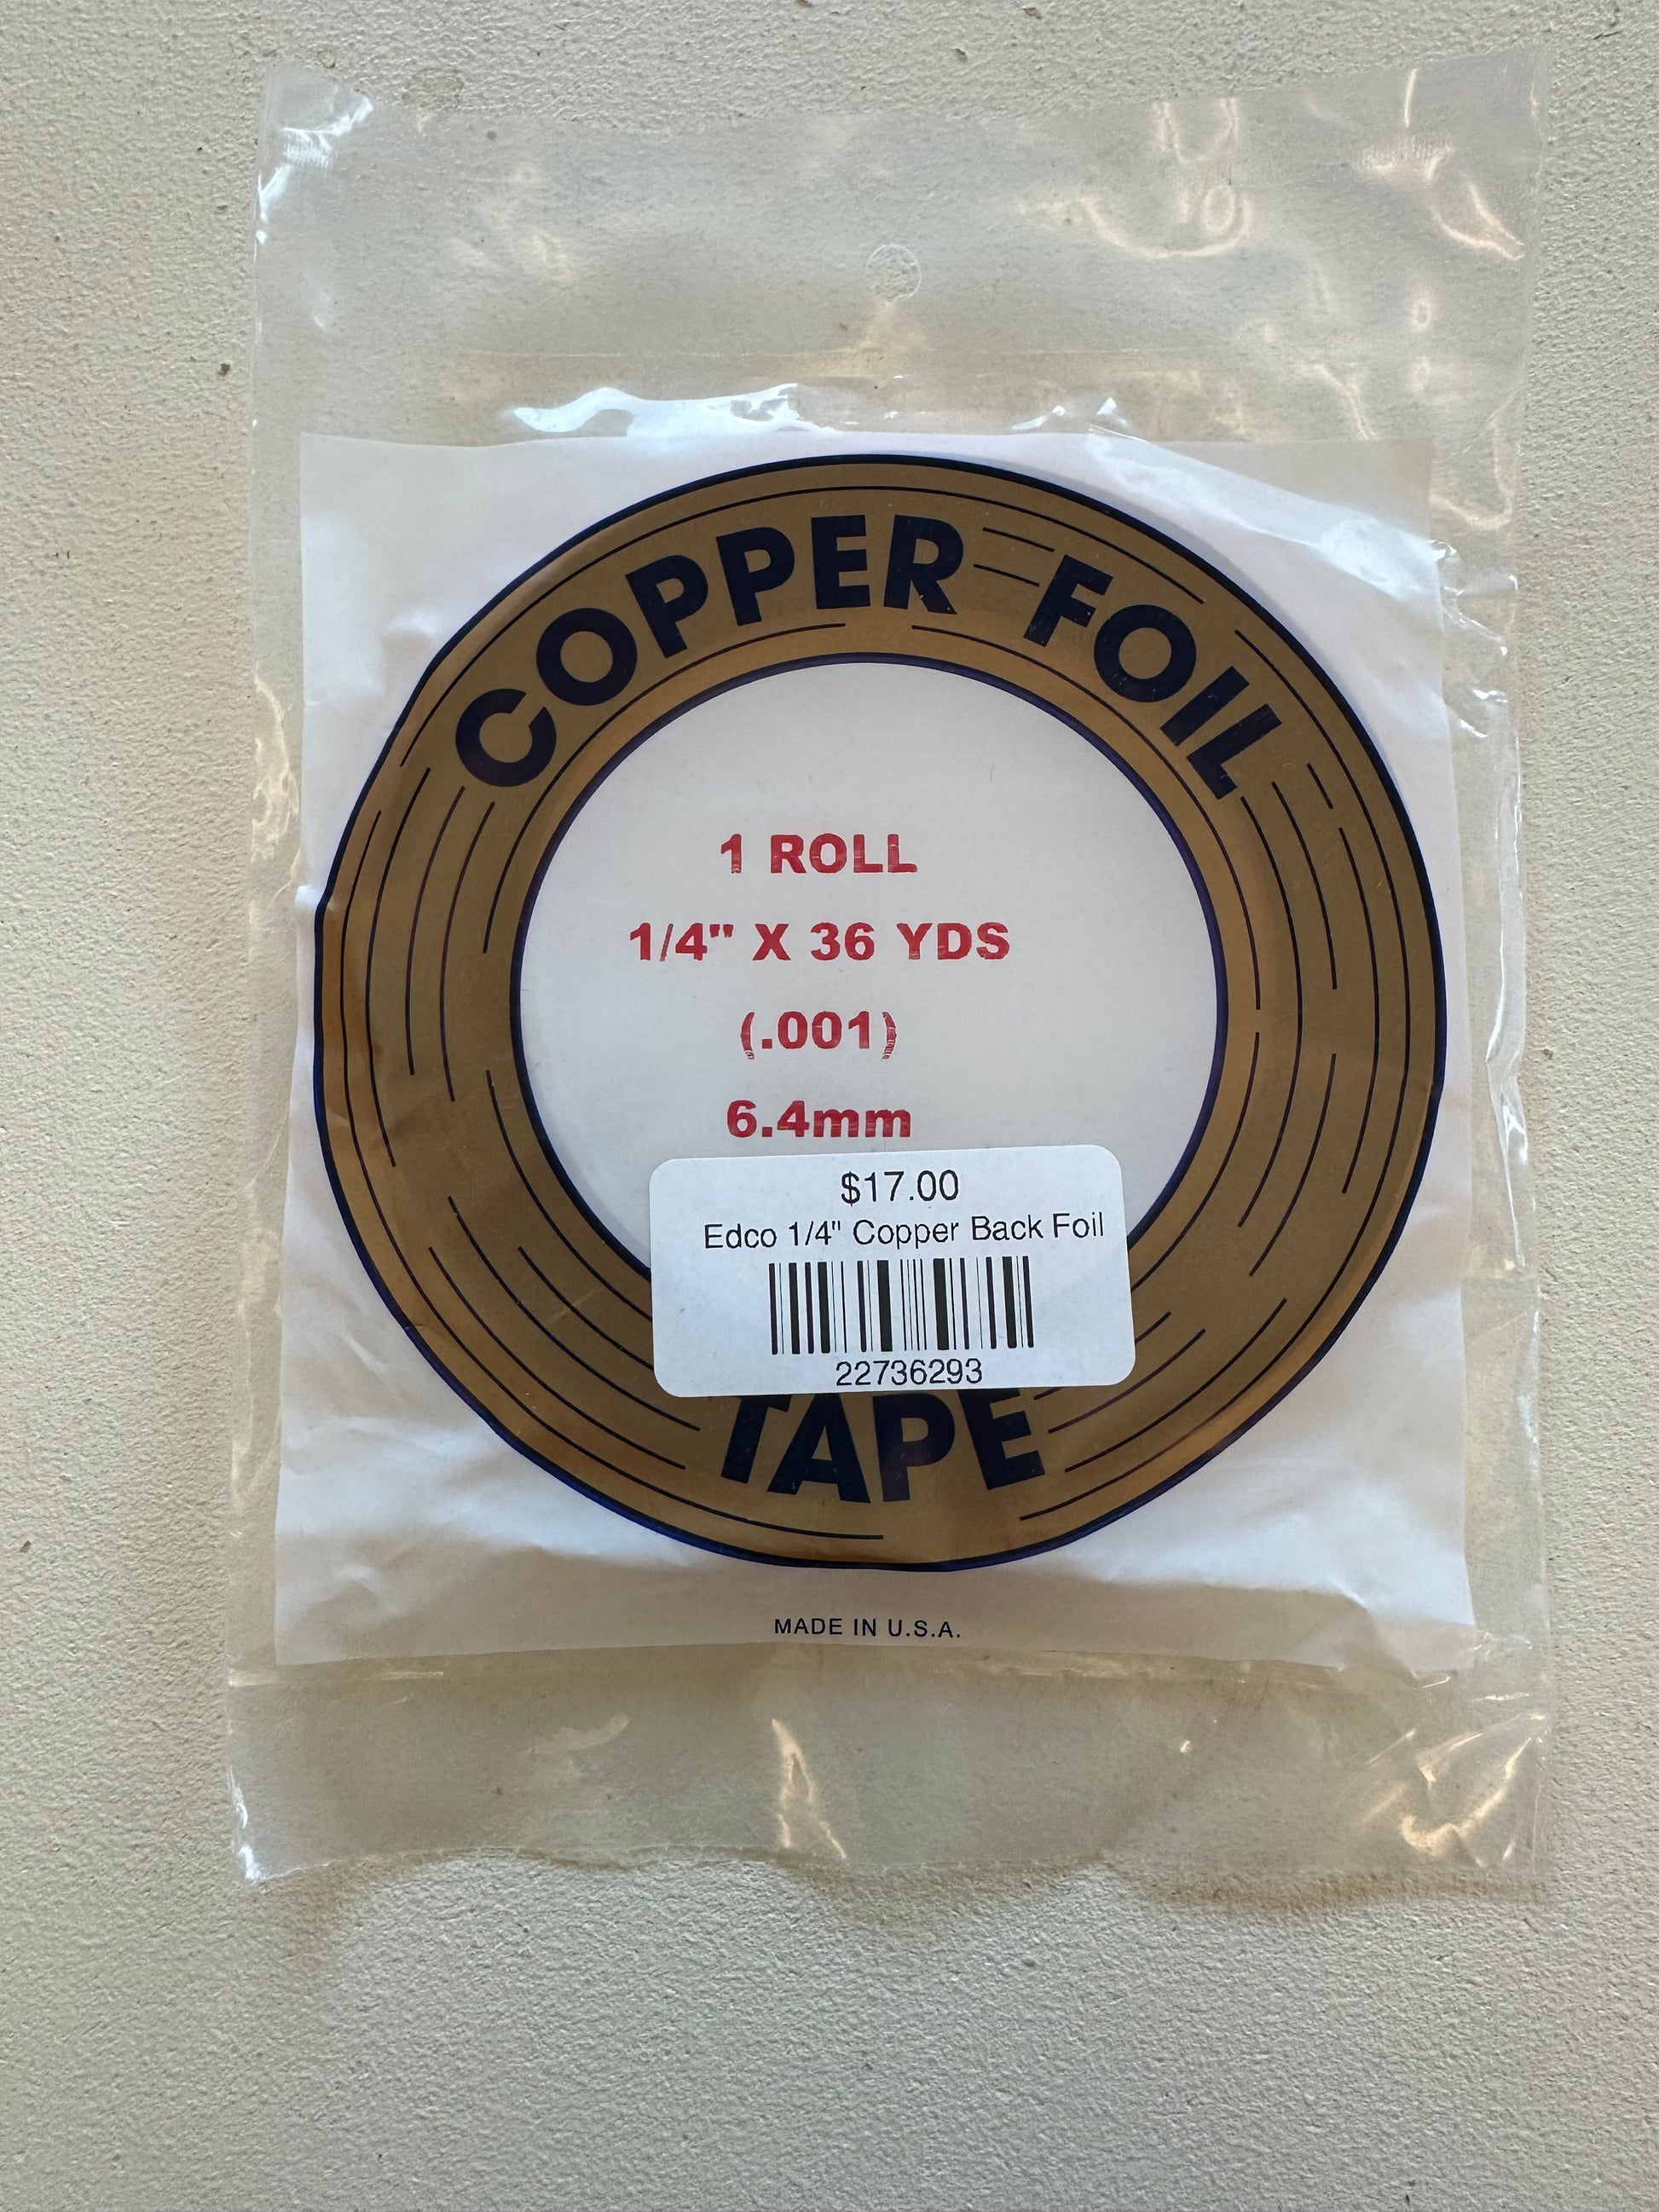 COPPER FOIL
1 ROLL
1/4" X 36 YDS
(.001)
6.4mm
$17.00
Edco 1/4" Copper Back Foil
22736293
TAPE
MADE IN U.S.A.